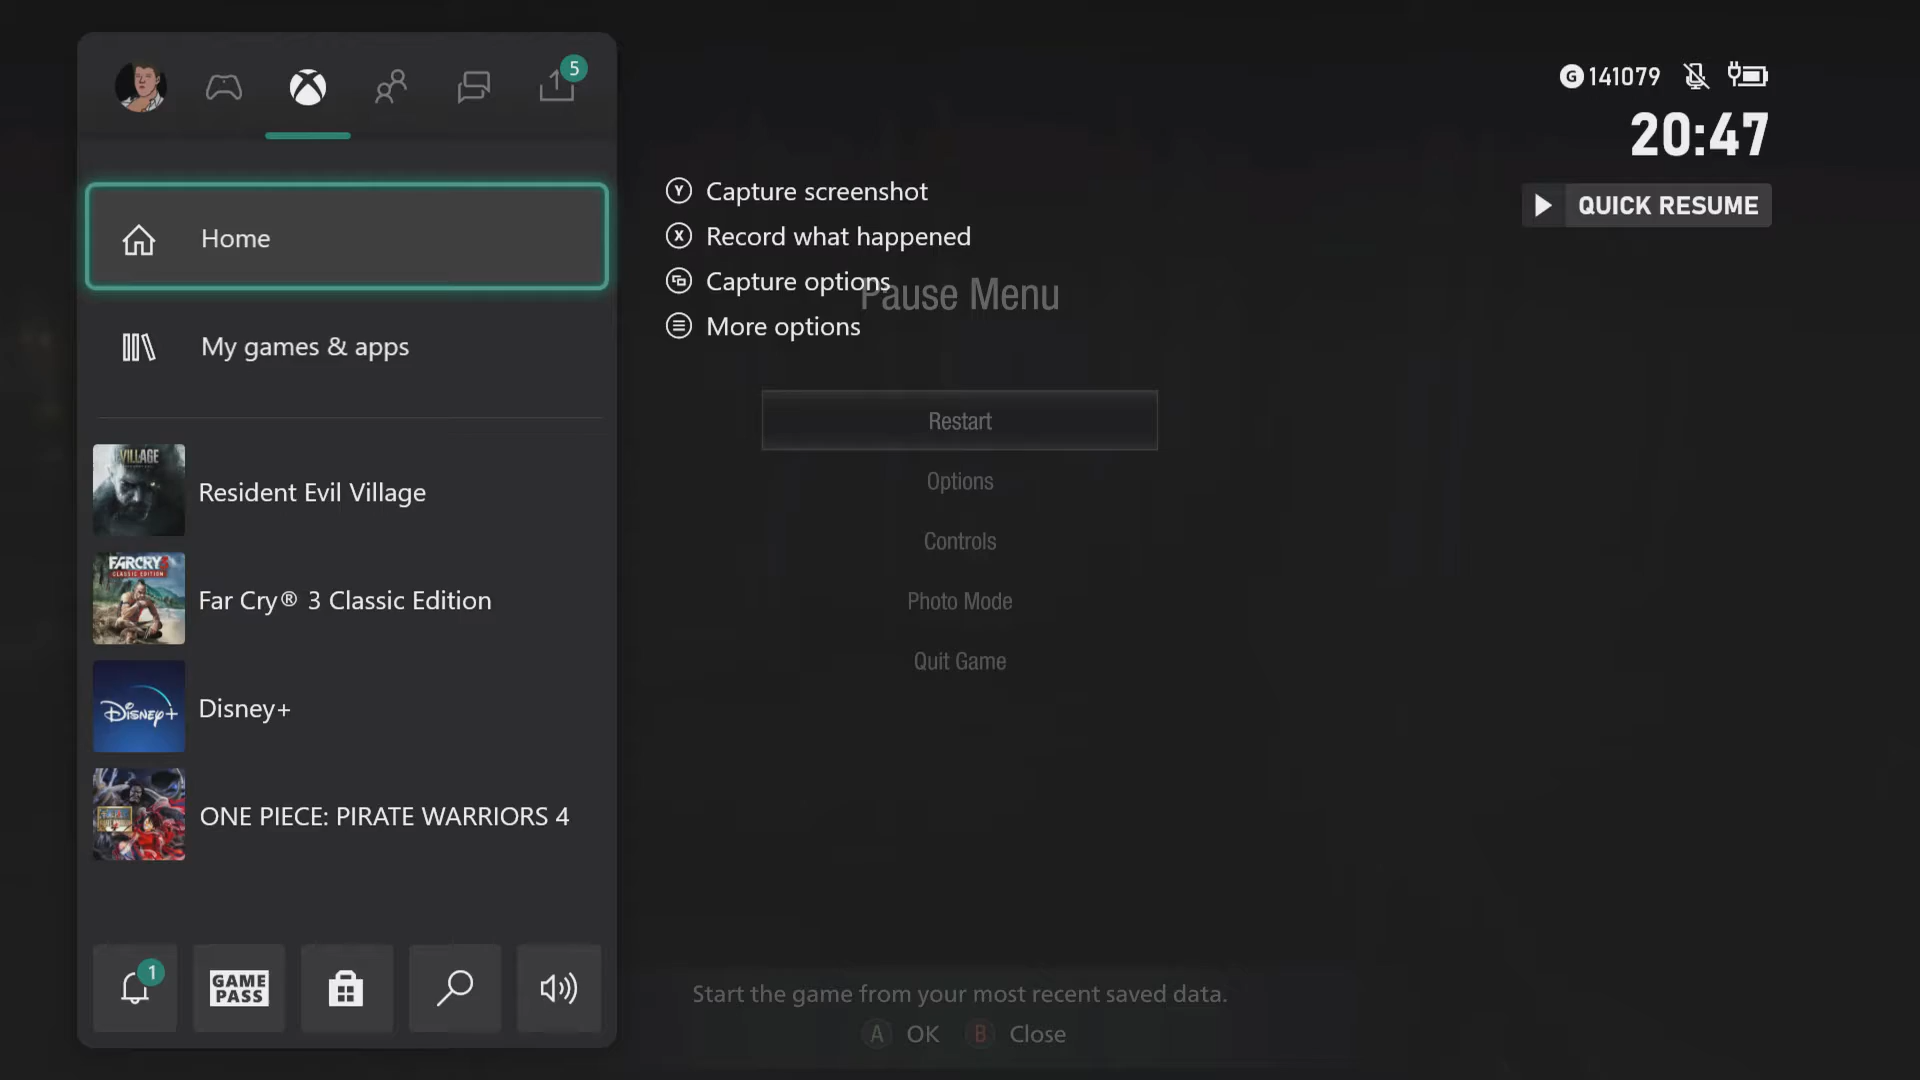 5
Home
My games & apps
VILLAGE
Resident Evil Village
FARCRY 3
CLASSIC EDITION
Far Cry® 3 Classic Edition
Disney+
Disney+
ONE PIECE: PIRATE WARRIORS 4
1
GAME
PASS
Y Capture screenshot
X Record what happened
Capture options
More options
Pause Menu
Restart
Options
Controls
Photo Mode
Quit Game
Start the game from your most recent saved data.
A OK B Close
G 141079
20:47
QUICK RESUME